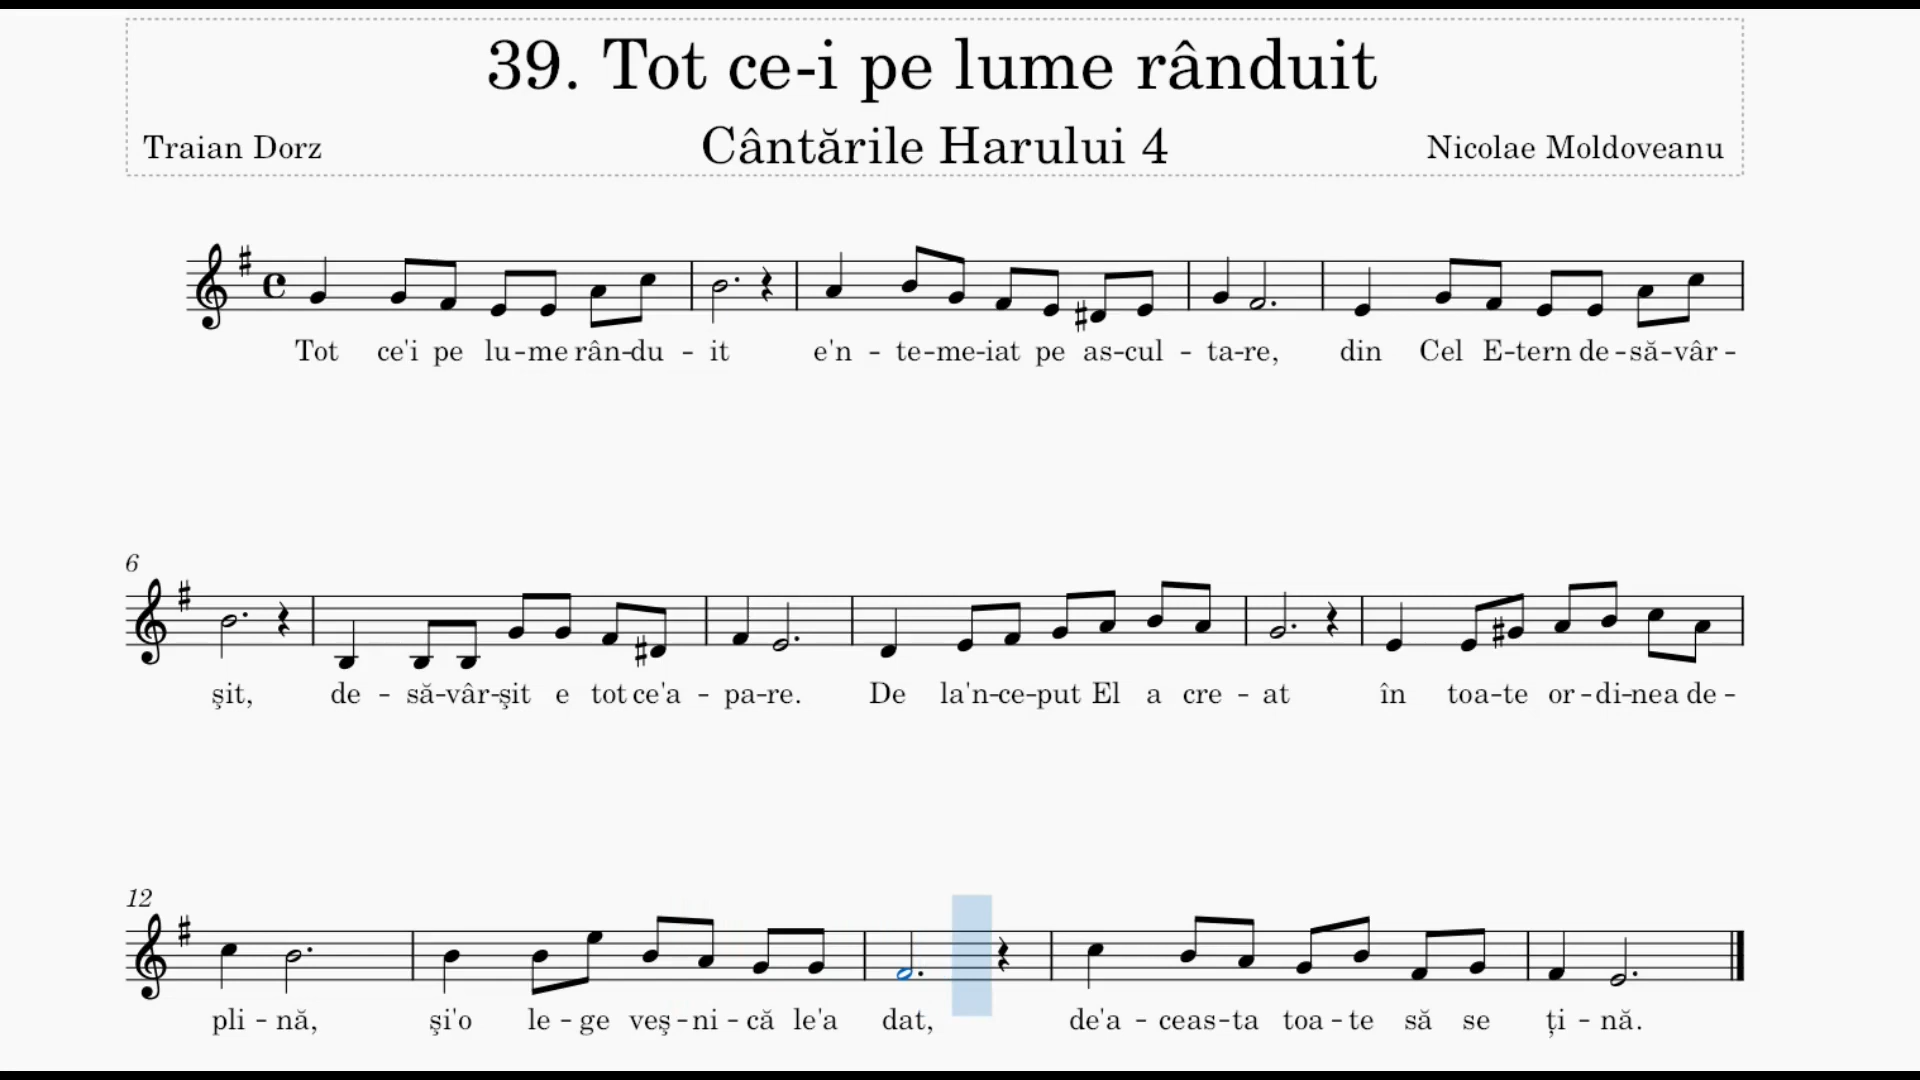 39. Tot ce-i pe lume rânduit
Cântările Harului 4
Traian Dorz
Nicolae Moldoveanu
Tot ce'i pe lu-me rân-du - it e'n - te-me-iat pe as-cul - ta-re, din Cel E-tern de-să-vâr-
6
şit, de - să-vâr-şit e tot ce'a - pa-re. De la'n-ce-put El a cre - at în toa-te or-di-nea de-
12
pli - nă, şi'o le - ge veş-ni-că le'a dat, de'a - ceas-ta toa-te să se ți - nă.